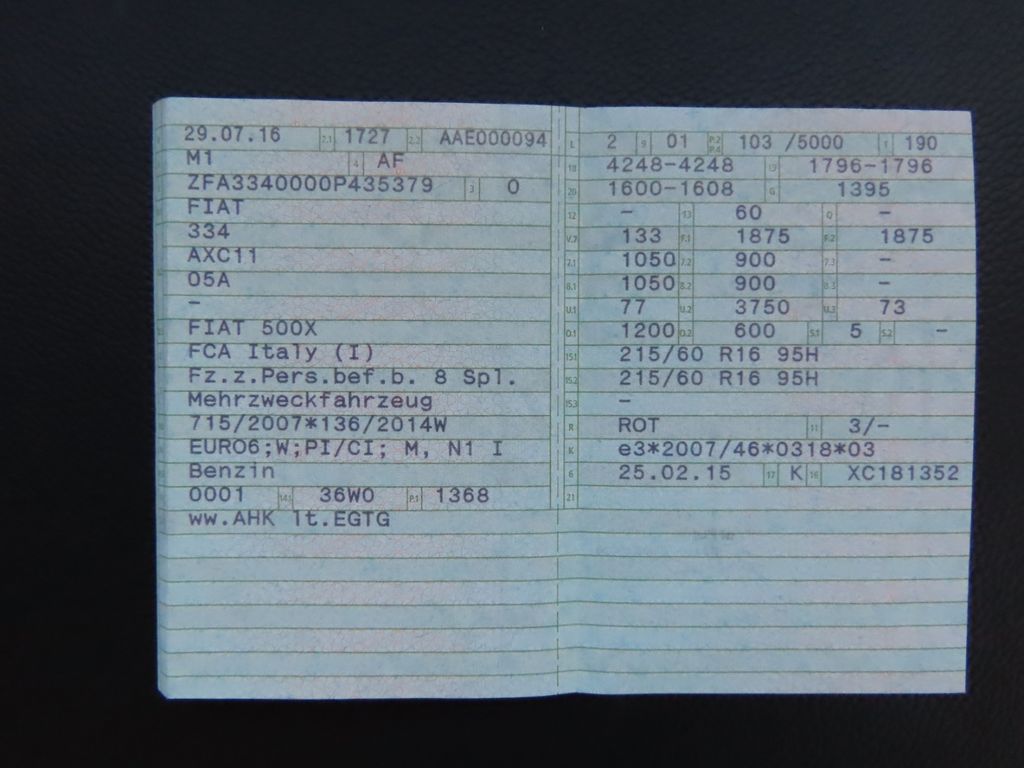 29.07.16 2.1 1727 2.2 AAE000094
M1 4 AF
ZFA3340000P435379 3 0
FIAT
334
AXC11
05A
–
FIAT 500X
FCA Italy (I)
Fz.z.Pers.bef.b. 8 Spl.
Mehrzweckfahrzeug
715/2007*136/2014W
EURO6;W;PI/CI; M, N1 I
Benzin
0001 14.1 36W0 P.1 1368
ww.AHK lt.EGTG
L 2 9 01 P.2 P.4 103 /5000 T 190
18 4248-4248 19 1796-1796
20 1600-1608 G 1395
12 – 13 60 Q –
V.7 133 F.1 1875 F.2 1875
7.1 1050 7.2 900 7.3 –
8.1 1050 8.2 900 8.3 –
U.1 77 U.2 3750 U.3 73
O.1 1200 O.2 600 S.1 5 S.2 –
15.1 215/60 R16 95H
15.2 215/60 R16 95H
15.3 –
R ROT 11 3/–
K e3*2007/46*0318*03
6 25.02.15 17 K 16 XC181352
21